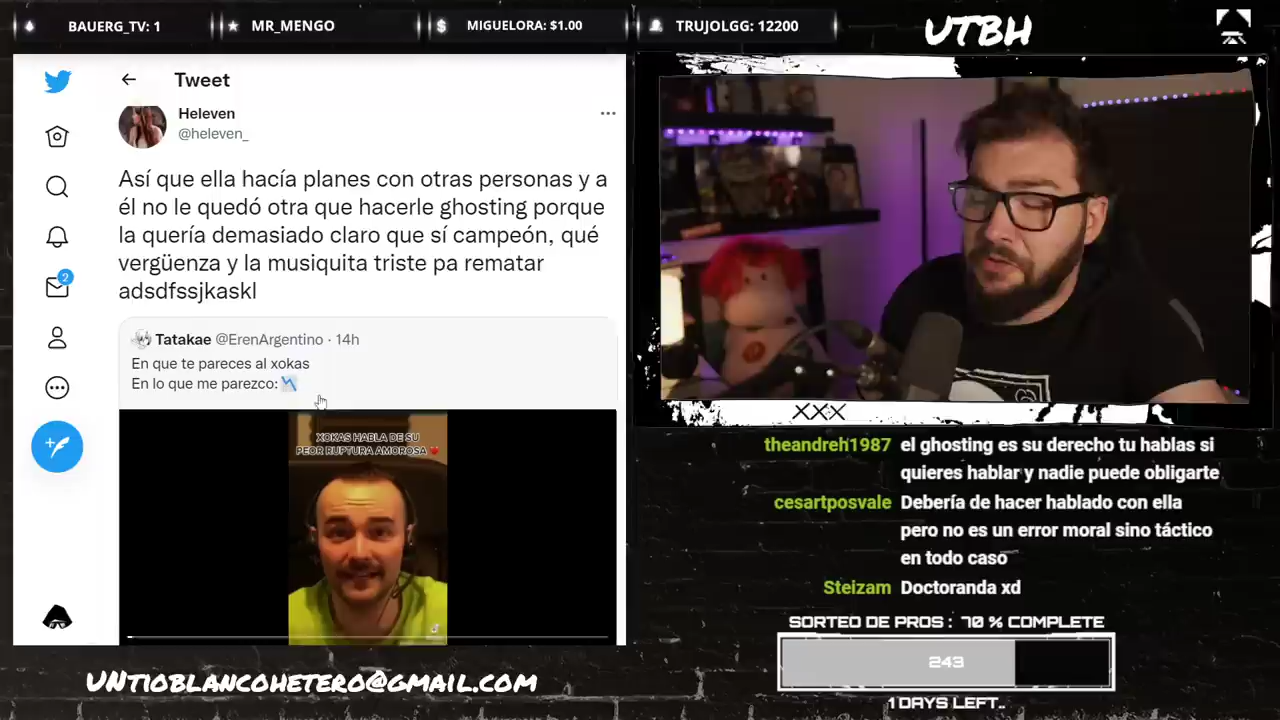 BAUERG_TV: 1
MR_MENGO
$
MIGUELORA: $1.00
TRUJOLGG: 12200
UTBH
Tweet
Heleven
@heleven_
Así que ella hacía planes con otras personas y a
él no le quedó otra que hacerle ghosting porque
la quería demasiado claro que sí campeón, qué
vergüenza y la musiquita triste pa rematar
adsdfssjkaskl
2
Tatakae @ErenArgentino · 14h
En que te pareces al xokas
En lo que me parezco:
XOKAS HABLA DE SU
PEOR RUPTURA AMOROSA
XXX
theandreh1987 el ghosting es su derecho tu hablas si
quieres hablar y nadie puede obligarte
cesartposvale Debería de hacer hablado con ella
pero no es un error moral sino táctico
en todo caso
Steizam Doctoranda xd
SORTEO DE PROS : 70 % COMPLETE
243
1 DAYS LEFT..
UNTIOBLANCOHETERO@GMAIL.COM